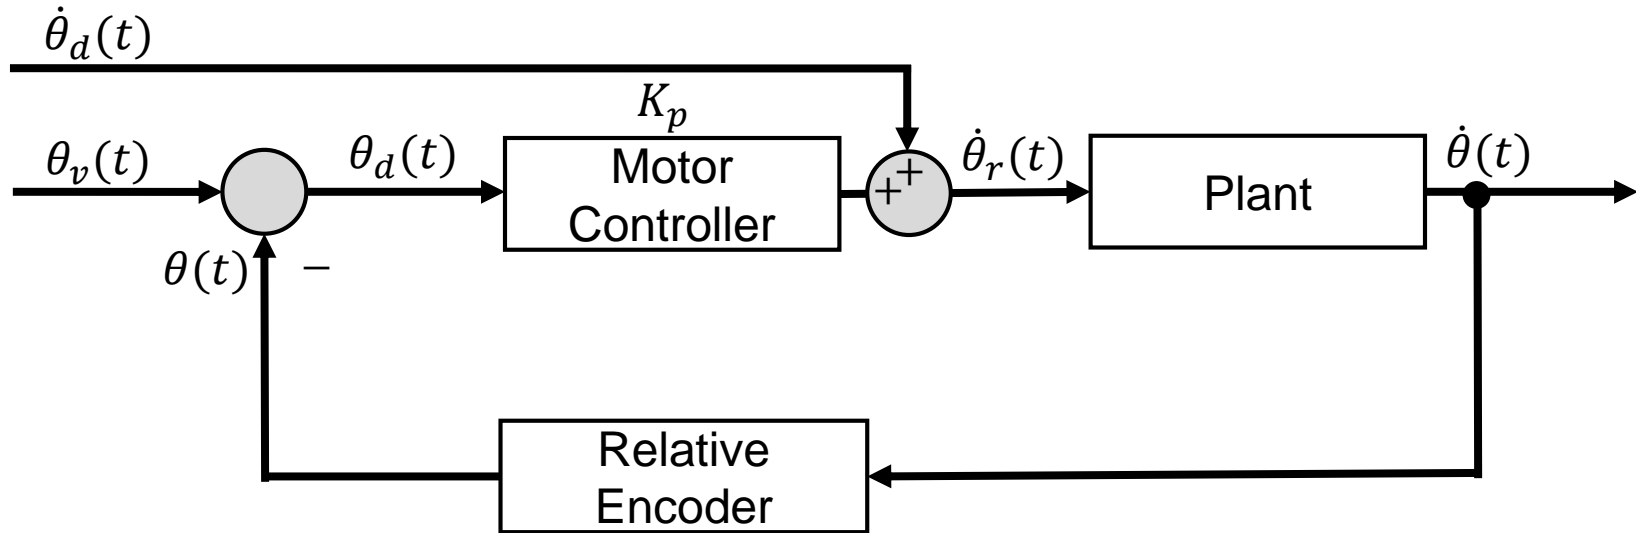 θ̇_d(t)
K_p
θ_v(t)
θ_d(t)
Motor
Controller
+
+
θ̇_r(t)
Plant
θ̇(t)
θ(t)
−
Relative
Encoder